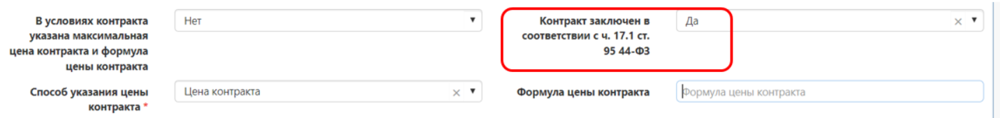 В условиях контракта
указана максимальная
цена контракта и формула
цены контракта
Нет
Контракт заключен в
соответствии с ч. 17.1 ст.
95 44-ФЗ
Да
Способ указания цены
контракта *
Цена контракта
Формула цены контракта
Формула цены контракта